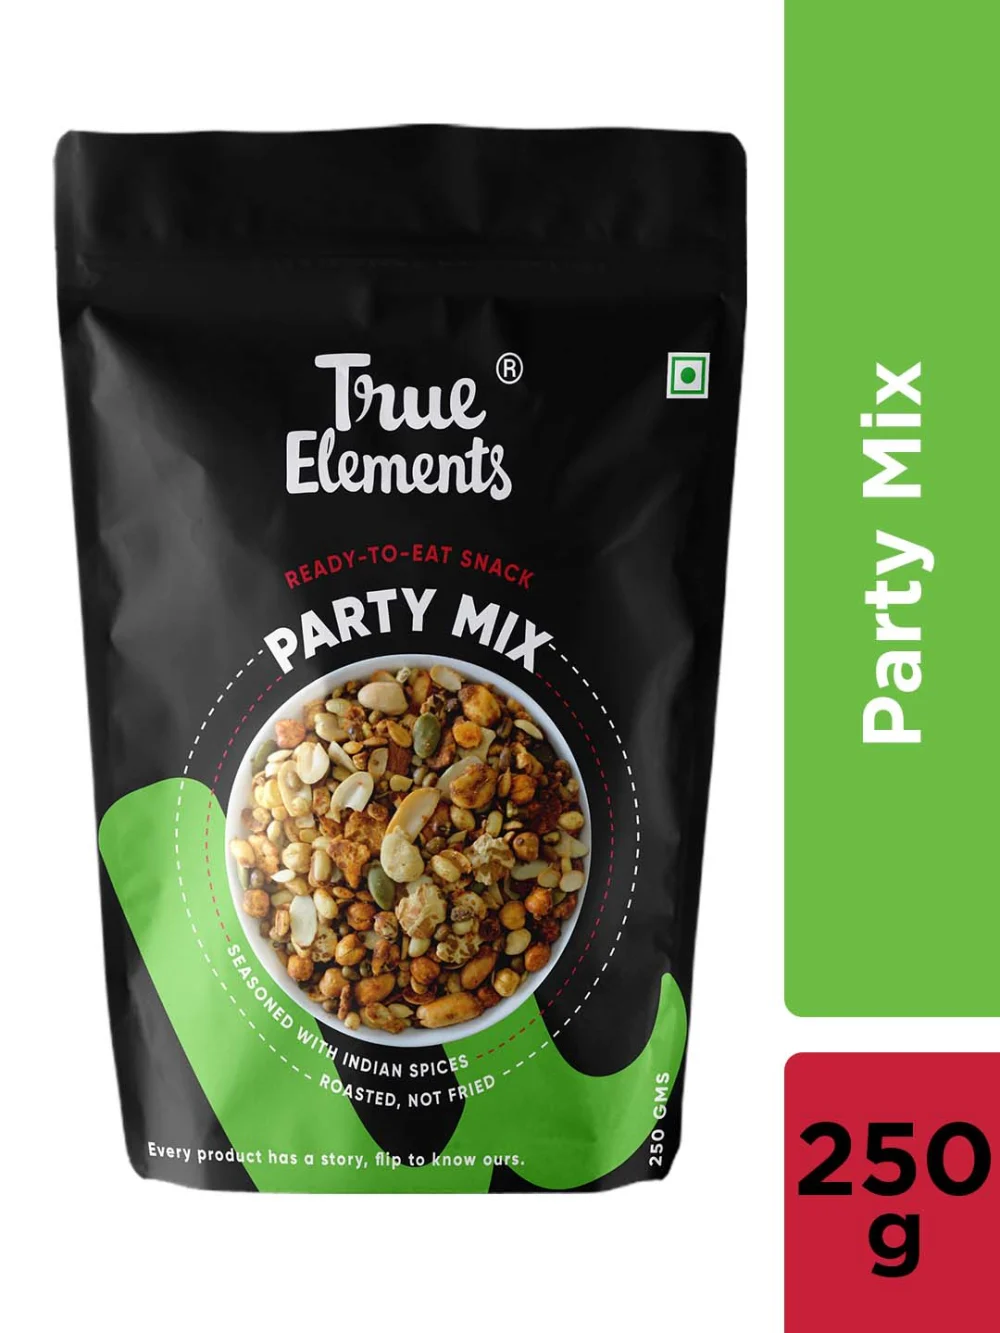 True ®
Elements
READY-TO-EAT SNACK
PARTY MIX
SEASONED WITH INDIAN SPICES
ROASTED, NOT FRIED
Every product has a story, flip to know ours.
250 GMS
Party Mix
250
g